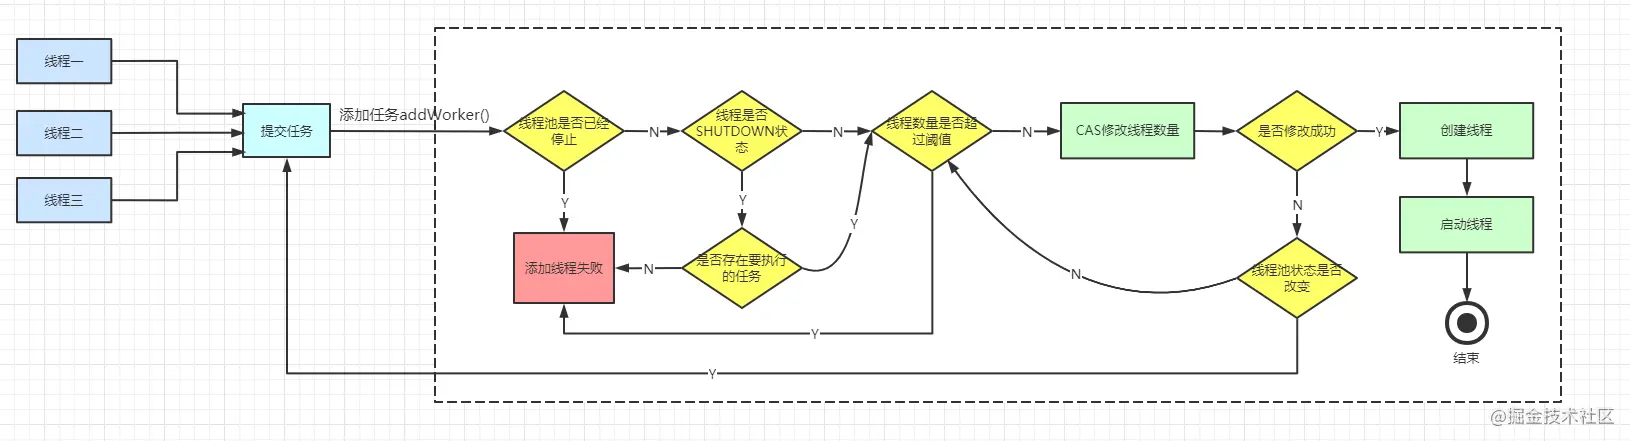 线程一
线程二
线程三
提交任务
添加任务addWorker()
线程池是否已经
停止
N
Y
添加线程失败
线程是否
SHUTDOWN状
态
N
Y
是否存在要执行
的任务
N
Y
线程数量是否超
过阈值
N
Y
CAS修改线程数量
是否修改成功
Y
N
线程池状态是否
改变
N
Y
创建线程
启动线程
结束
@掘金技术社区